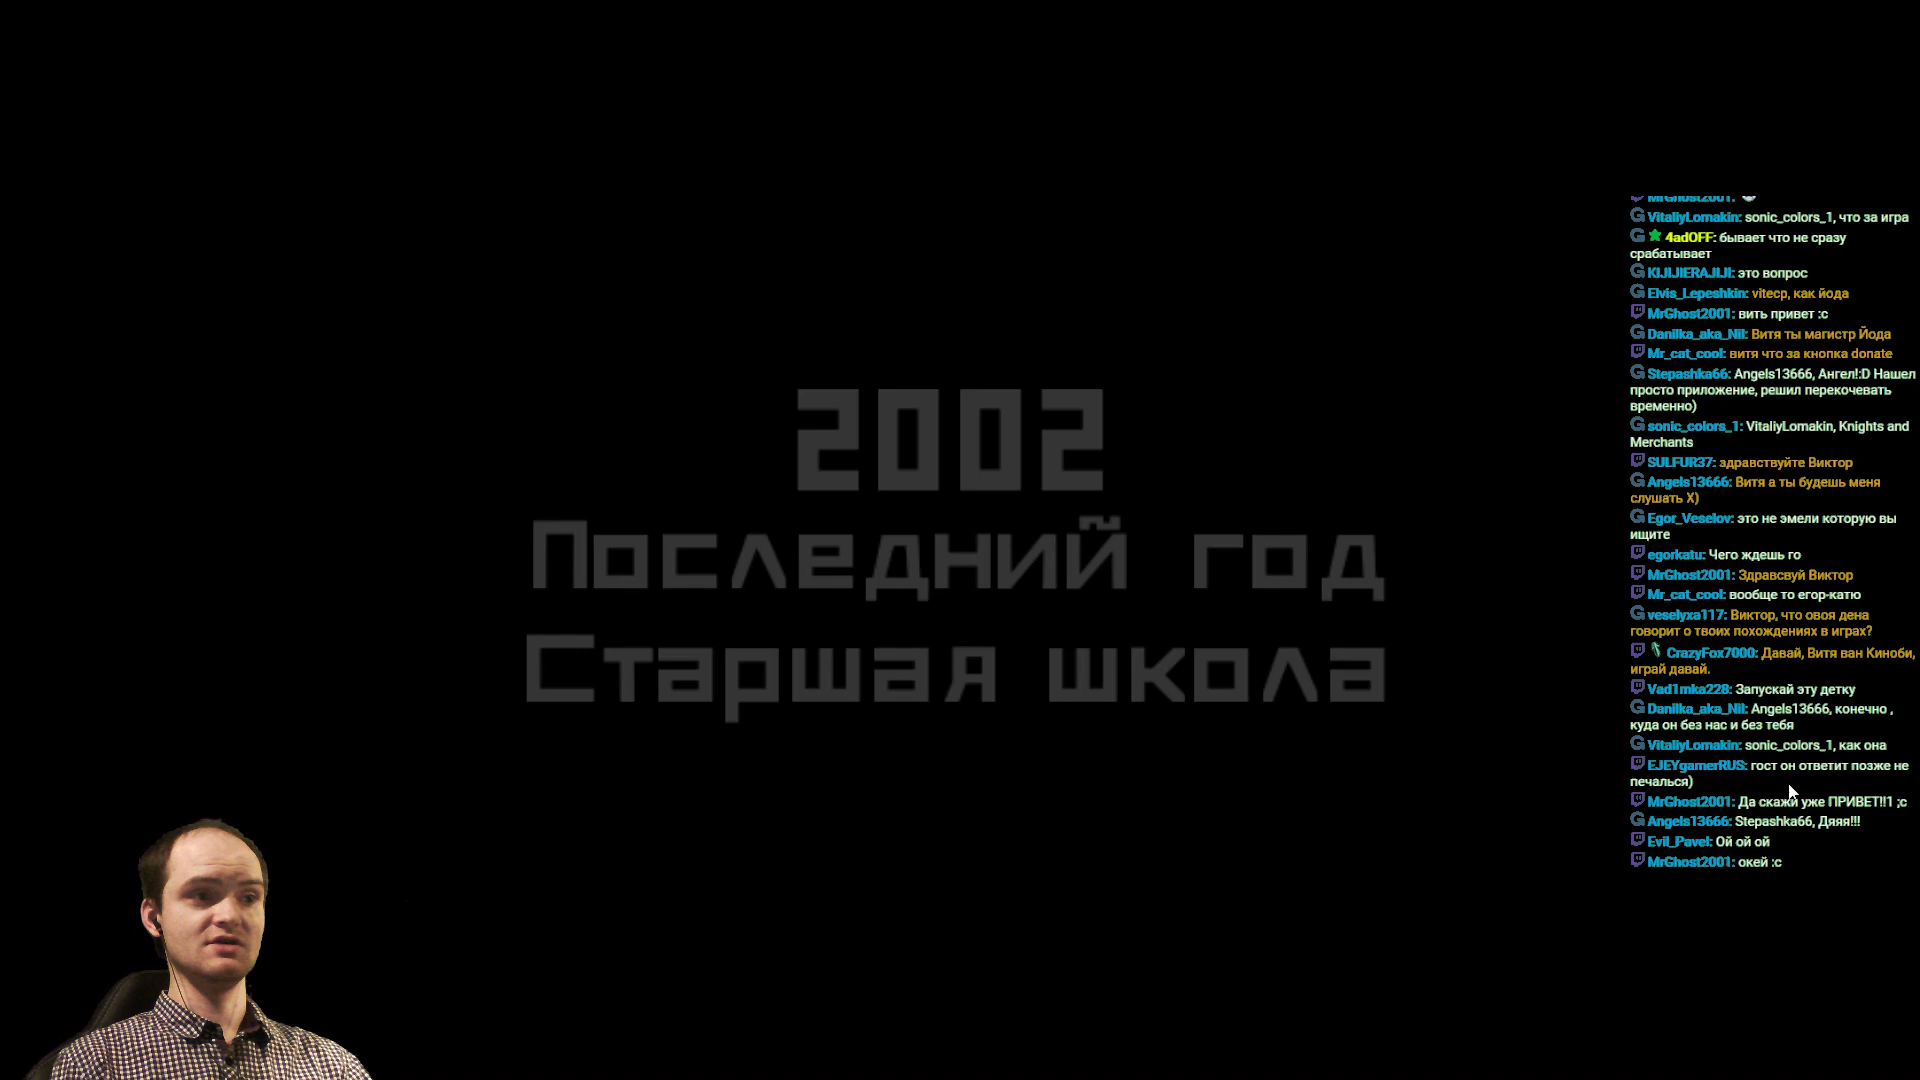 2002
Последний год
Старшая школа
MrGhost2001:
VitaliyLomakin: sonic_colors_1, что за игра
4adOFF: бывает что не сразу
срабатывает
KIJIJIERAJIJI: это вопрос
Elvis_Lepeshkin: vitecp, как йода
MrGhost2001: вить привет :с
Danilka_aka_Nil: Витя ты магистр Йода
Mr_cat_cool: витя что за кнопка donate
Stepashka66: Angels13666, Ангел!:D Нашел
просто приложение, решил перекочевать
временно)
sonic_colors_1: VitaliyLomakin, Knights and
Merchants
SULFUR37: здравствуйте Виктор
Angels13666: Витя а ты будешь меня
слушать X)
Egor_Veselov: это не эмели которую вы
ищите
egorkatu: Чего ждешь го
MrGhost2001: Здравсвуй Виктор
Mr_cat_cool: вообще то егор-катю
veselyxa117: Виктор, что овоя дена
говорит о твоих похождениях в играх?
CrazyFox7000: Давай, Витя ван Киноби,
играй давай.
Vad1mka228: Запускай эту детку
Danilka_aka_Nil: Angels13666, конечно ,
куда он без нас и без тебя
VitaliyLomakin: sonic_colors_1, как она
EJEYgamerRUS: гост он ответит позже не
печалься)
MrGhost2001: Да скажи уже ПРИВЕТ!!1 ;с
Angels13666: Stepashka66, Дяяя!!!
Evil_Pavel: Ой ой ой
MrGhost2001: окей :с